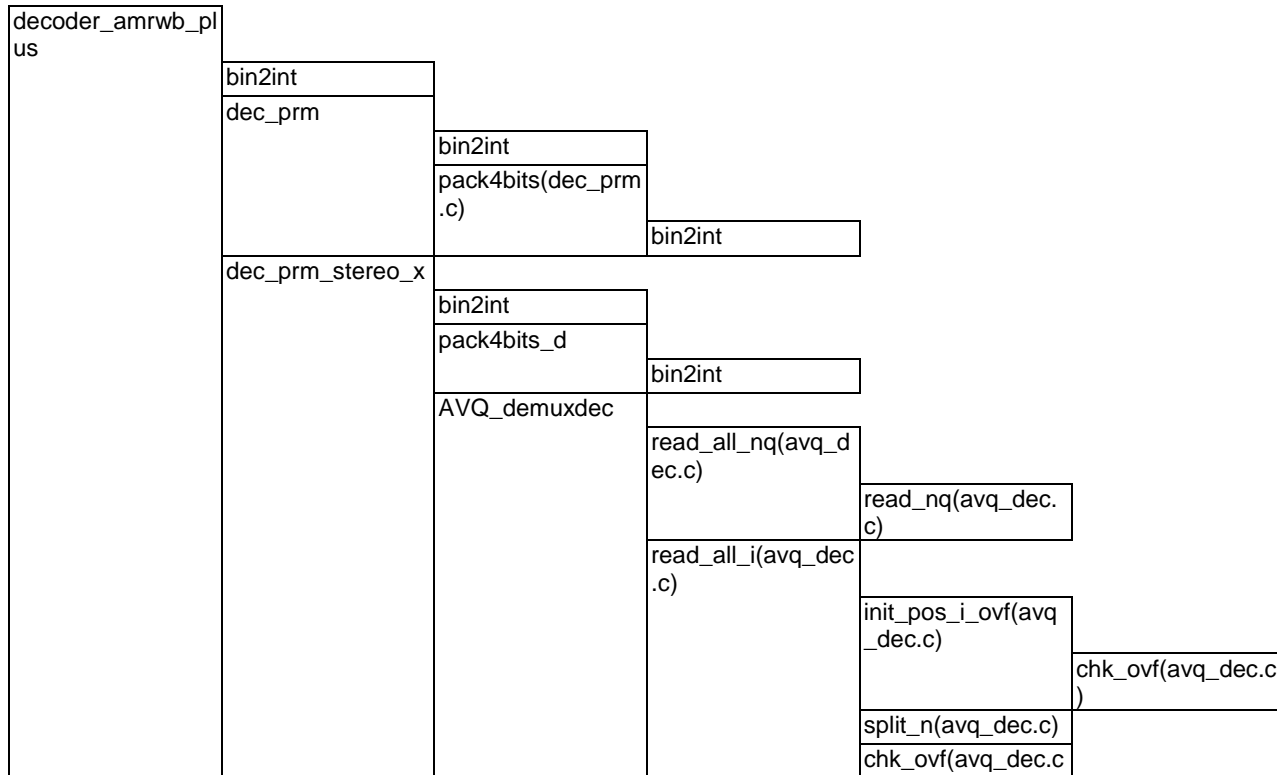 decoder_amrwb_pl
us
bin2int
dec_prm
bin2int
pack4bits(dec_prm
.c)
bin2int
dec_prm_stereo_x
bin2int
pack4bits_d
bin2int
AVQ_demuxdec
read_all_nq(avq_d
ec.c)
read_nq(avq_dec.
c)
read_all_i(avq_dec
.c)
init_pos_i_ovf(avq
_dec.c)
chk_ovf(avq_dec.c
)
split_n(avq_dec.c)
chk_ovf(avq_dec.c